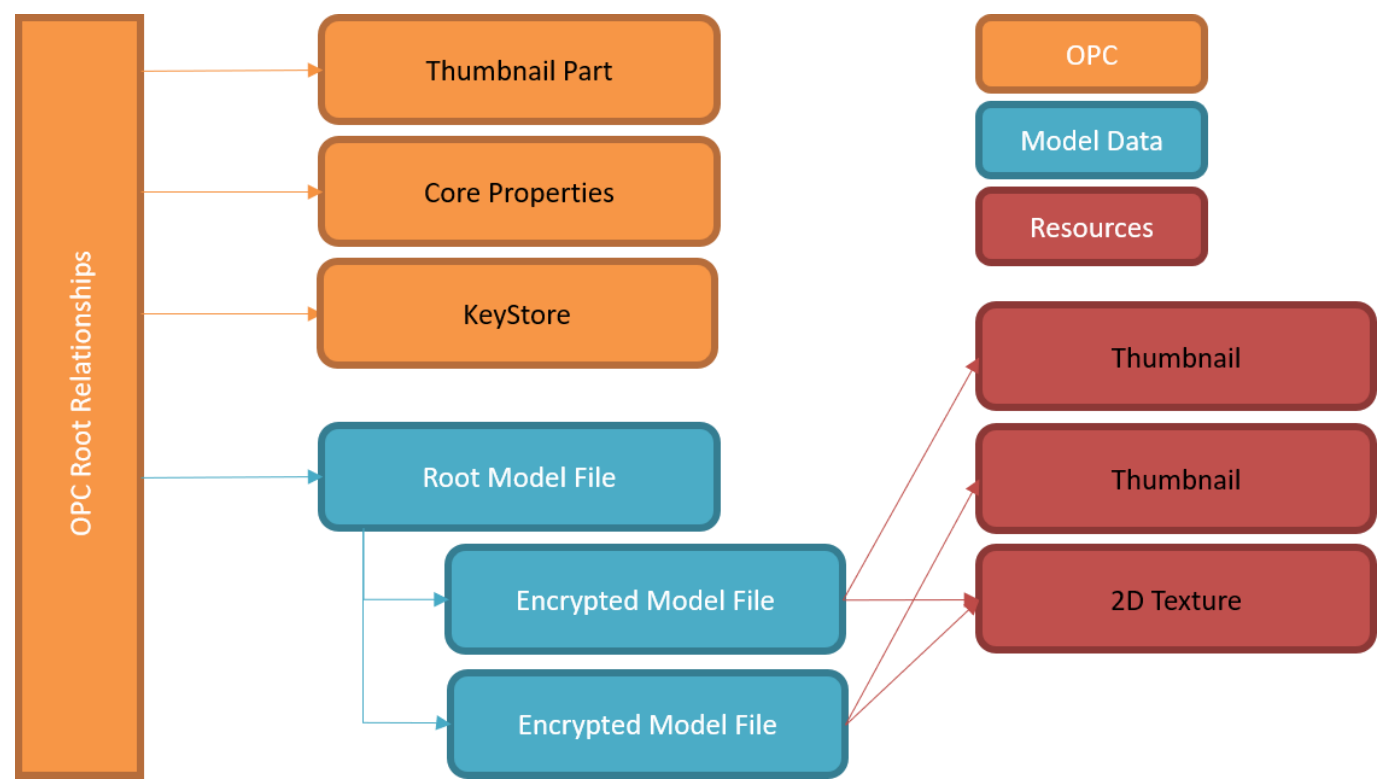 OPC Root Relationships
Thumbnail Part
Core Properties
KeyStore
Root Model File
Encrypted Model File
Encrypted Model File
OPC
Model Data
Resources
Thumbnail
Thumbnail
2D Texture